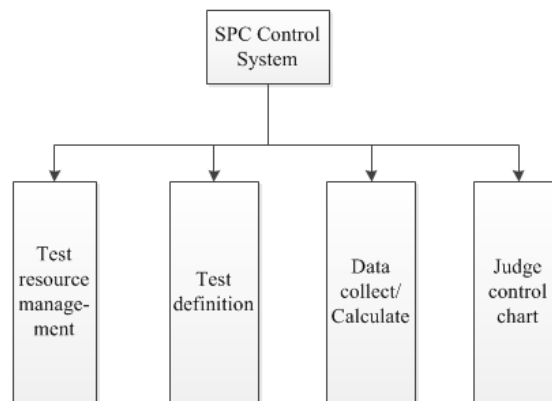 SPC Control
System
Test
resource
manage-
ment
Test
definition
Data
collect/
Calculate
Judge
control
chart